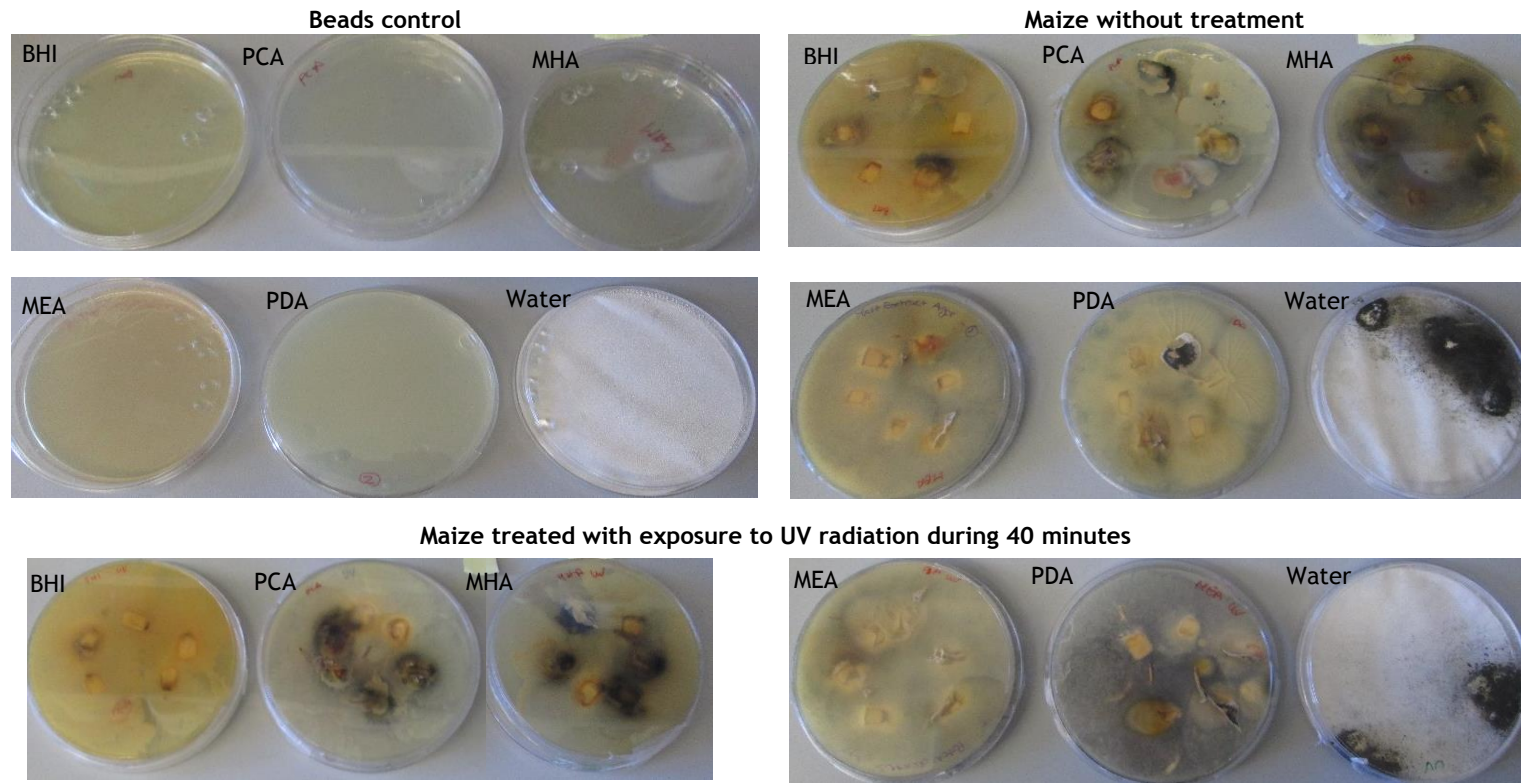 Beads control
Maize without treatment
BHI
PCA
MHA
BHI
PCA
MHA
MEA
PDA
Water
MEA
PDA
Water
Maize treated with exposure to UV radiation during 40 minutes
BHI
PCA
MHA
MEA
PDA
Water